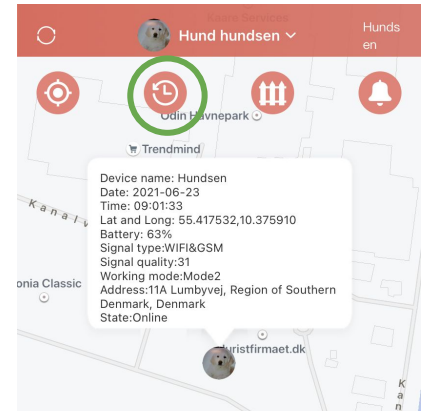 Hund hundsen
Hunds
en
Odin Havnepark
Trendmind
Device name: Hundsen
Date: 2021-06-23
Time: 09:01:33
Lat and Long: 55.417532,10.375910
Battery: 63%
Signal type:WIFI&GSM
Signal quality:31
Working mode:Mode2
Address:11A Lumbyvej, Region of Southern
Denmark, Denmark
State:Online
Kanalv
onia Classic
uristfirmaet.dk
Kan